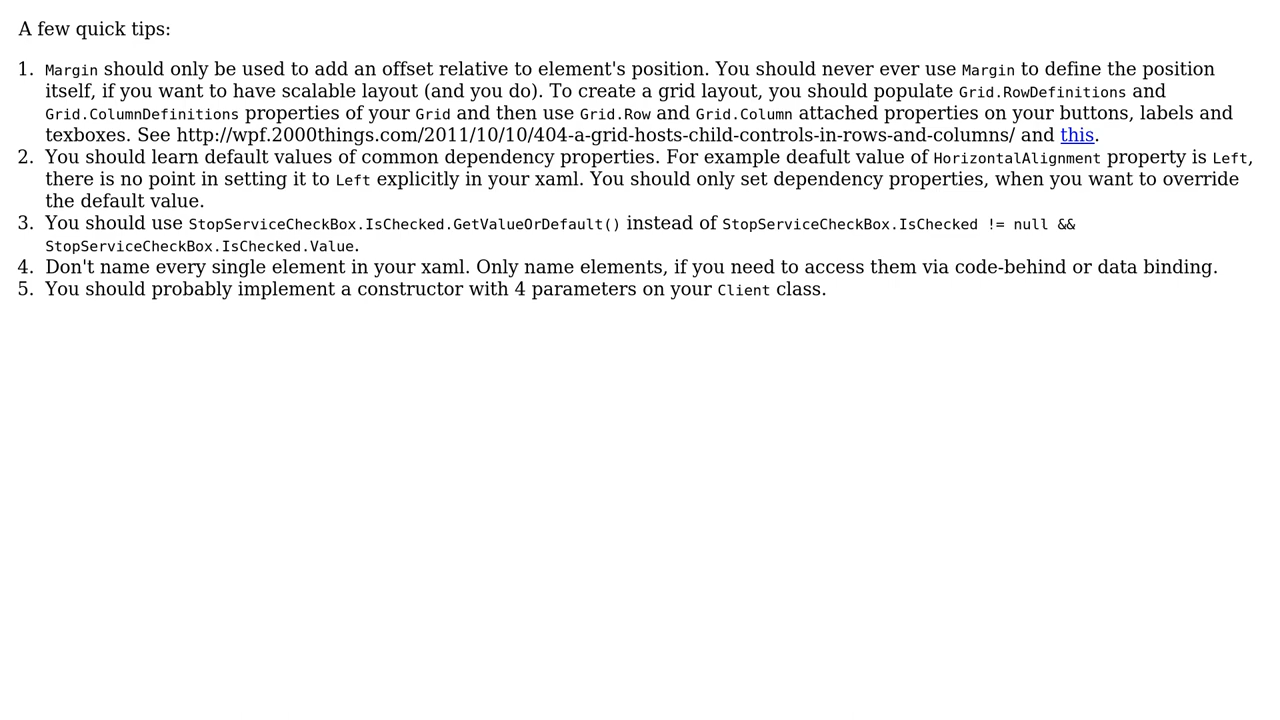 A few quick tips:
1. Margin should only be used to add an offset relative to element's position. You should never ever use Margin to define the position
itself, if you want to have scalable layout (and you do). To create a grid layout, you should populate Grid.RowDefinitions and
Grid.ColumnDefinitions properties of your Grid and then use Grid.Row and Grid.Column attached properties on your buttons, labels and
texboxes. See http://wpf.2000things.com/2011/10/10/404-a-grid-hosts-child-controls-in-rows-and-columns/ and this.
2. You should learn default values of common dependency properties. For example deafult value of HorizontalAlignment property is Left,
there is no point in setting it to Left explicitly in your xaml. You should only set dependency properties, when you want to override
the default value.
3. You should use StopServiceCheckBox.IsChecked.GetValueOrDefault() instead of StopServiceCheckBox.IsChecked != null &&
StopServiceCheckBox.IsChecked.Value.
4. Don't name every single element in your xaml. Only name elements, if you need to access them via code-behind or data binding.
5. You should probably implement a constructor with 4 parameters on your Client class.